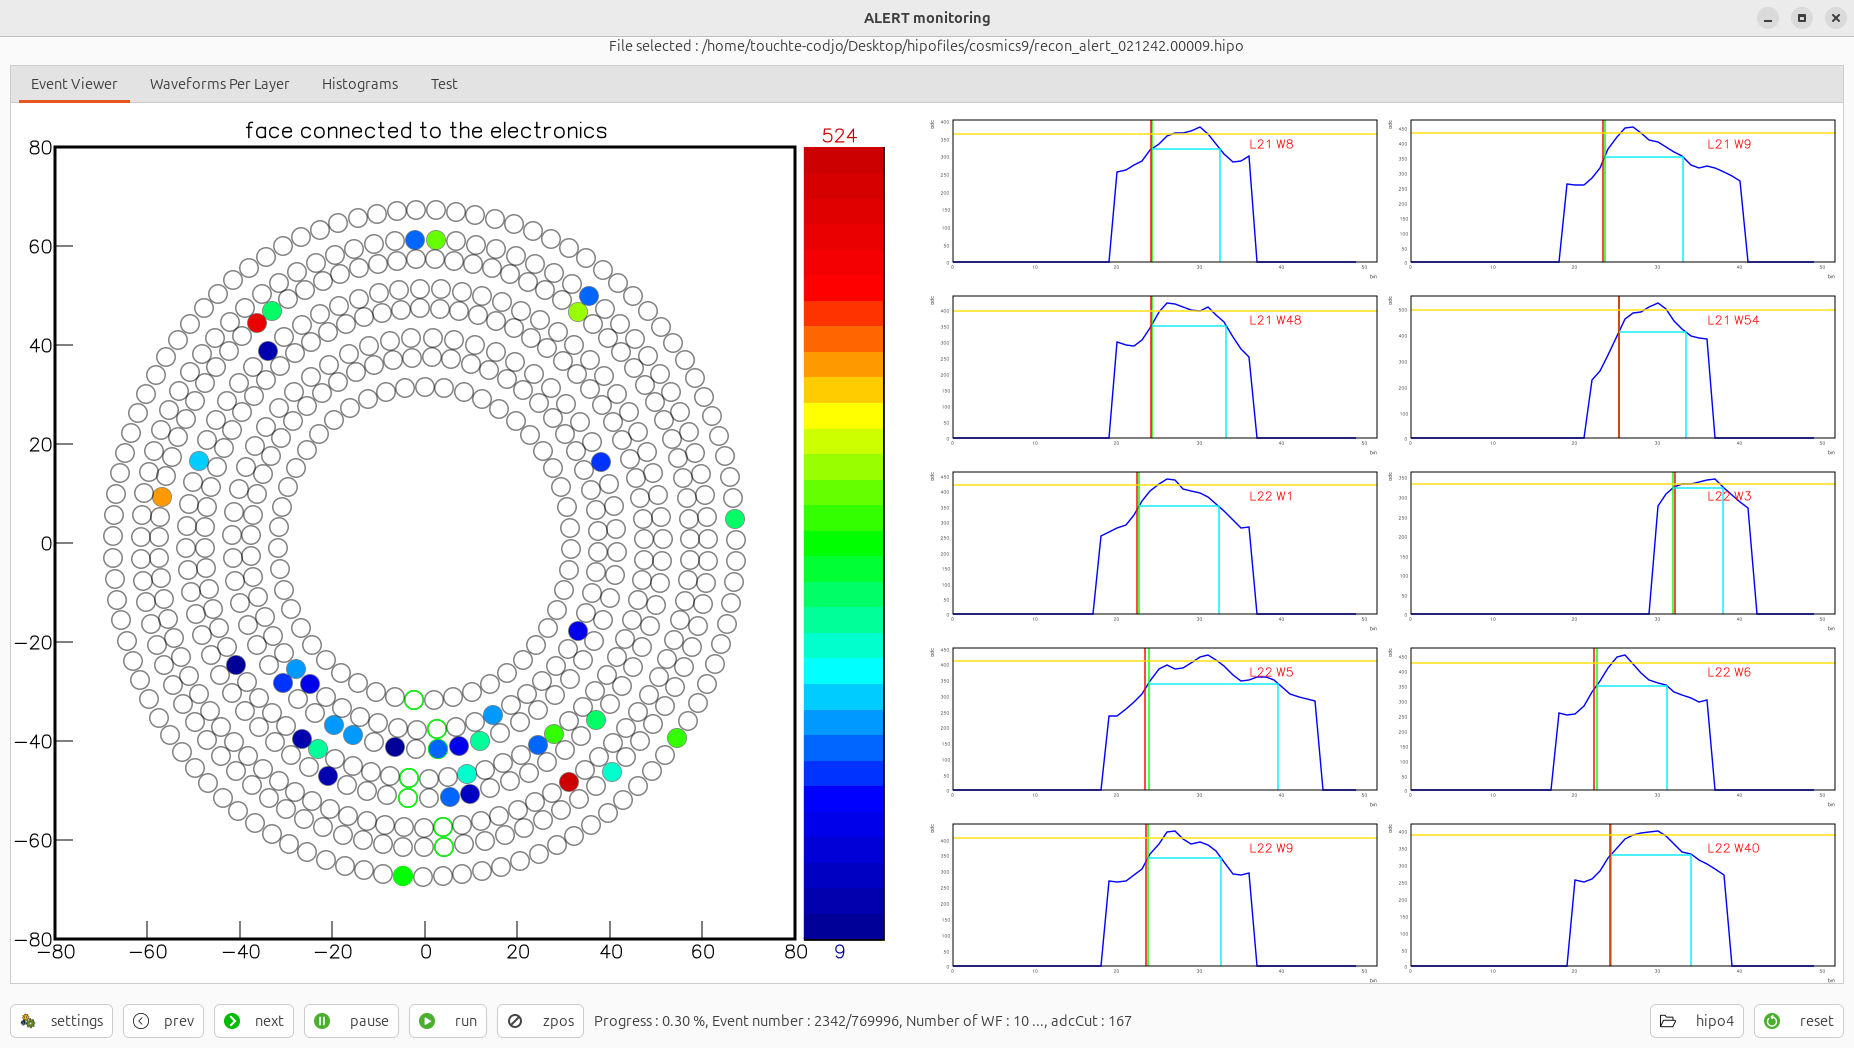 ALERT monitoring
File selected : /home/touchte-codjo/Desktop/hipofiles/cosmics9/recon_alert_021242.00009.hipo
Event Viewer Waveforms Per Layer Histograms Test
face connected to the electronics
524
80
60
40
20
0
−20
−40
−60
−80
−80 −60 −40 −20 0 20 40 60 80
9
L21 W8
L21 W9
L21 W48
L21 W54
L22 W1
L22 W3
L22 W5
L22 W6
L22 W9
L22 W40
settings prev next pause run zpos Progress : 0.30 %, Event number : 2342/769996, Number of WF : 10 ..., adcCut : 167 hipo4 reset